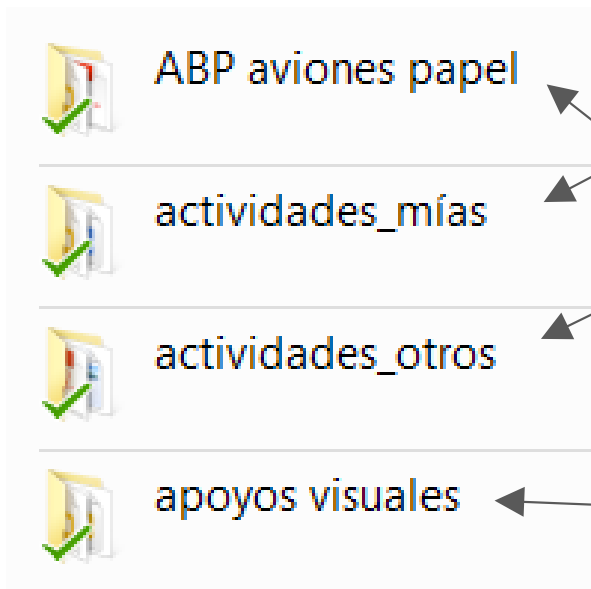 ABP aviones papel
actividades_mías
actividades_otros
apoyos visuales